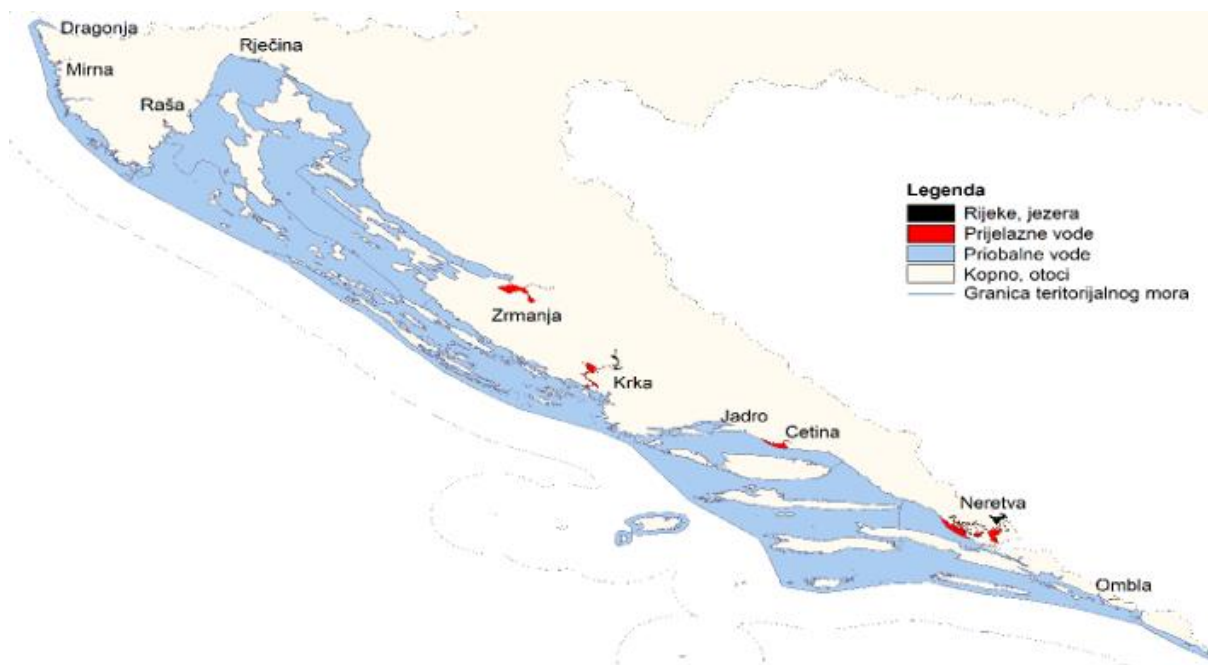 Dragonja
Rječina
Mirna
Raša
Legenda
Rijeke, jezera
Prijelazne vode
Priobalne vode
Kopno, otoci
Granica teritorijalnog mora
Zrmanja
Krka
Jadro
Cetina
Neretva
Ombla